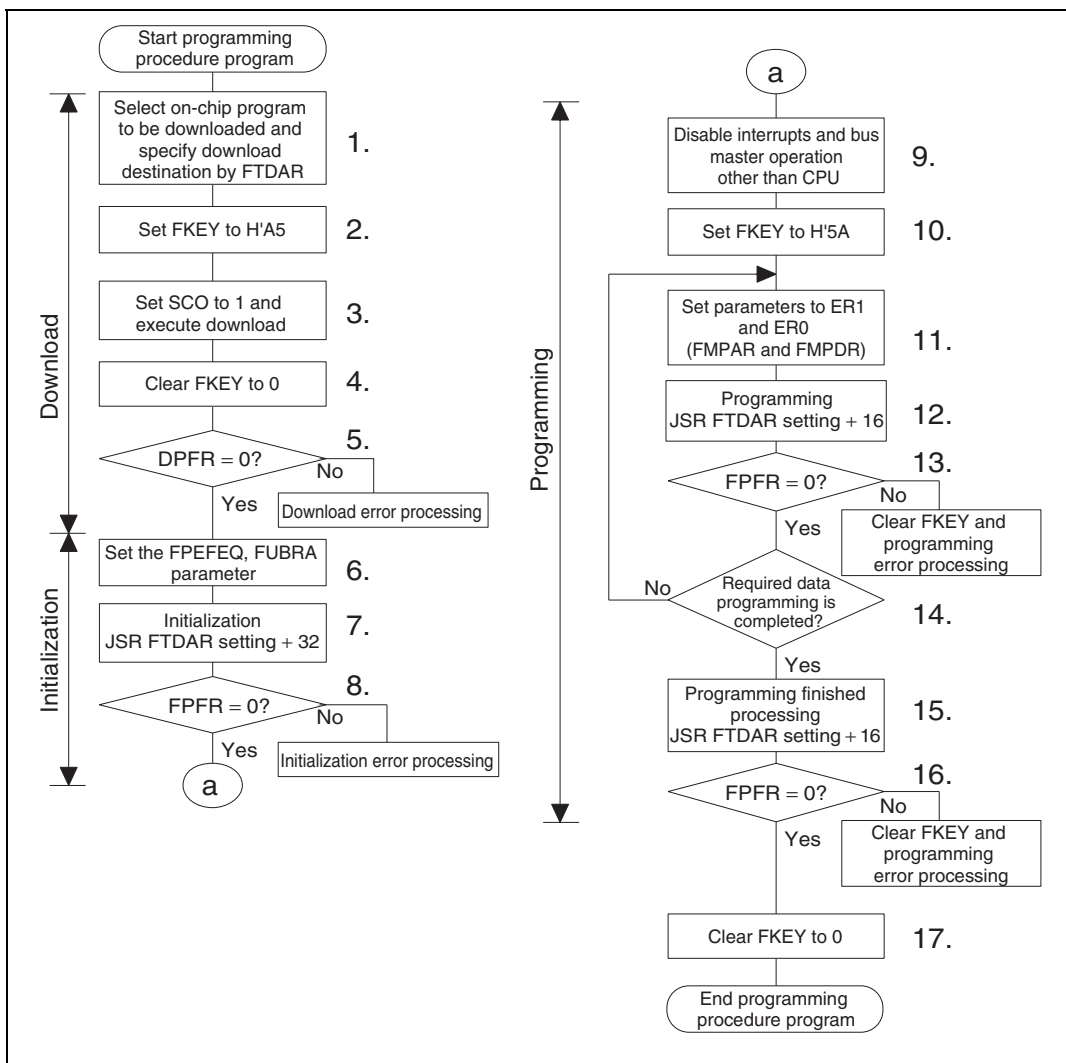 Start programming
procedure program
Select on-chip program
to be downloaded and
specify download
destination by FTDAR
1.
Set FKEY to H'A5
2.
Set SCO to 1 and
execute download
3.
Clear FKEY to 0
4.
DPFR = 0?
5.
No
Yes
Download error processing
Download
Set the FPEFEQ, FUBRA
parameter
6.
Initialization
JSR FTDAR setting + 32
7.
FPFR = 0?
8.
No
Yes
Initialization error processing
Initialization
a
a
Disable interrupts and bus
master operation
other than CPU
9.
Set FKEY to H'5A
10.
Set parameters to ER1
and ER0
(FMPAR and FMPDR)
11.
Programming
JSR FTDAR setting + 16
12.
FPFR = 0?
13.
No
Yes
Clear FKEY and
programming
error processing
Required data
programming is
completed?
14.
No
Yes
Programming finished
processing
JSR FTDAR setting + 16
15.
FPFR = 0?
16.
No
Yes
Clear FKEY and
programming
error processing
Programming
Clear FKEY to 0
17.
End programming
procedure program